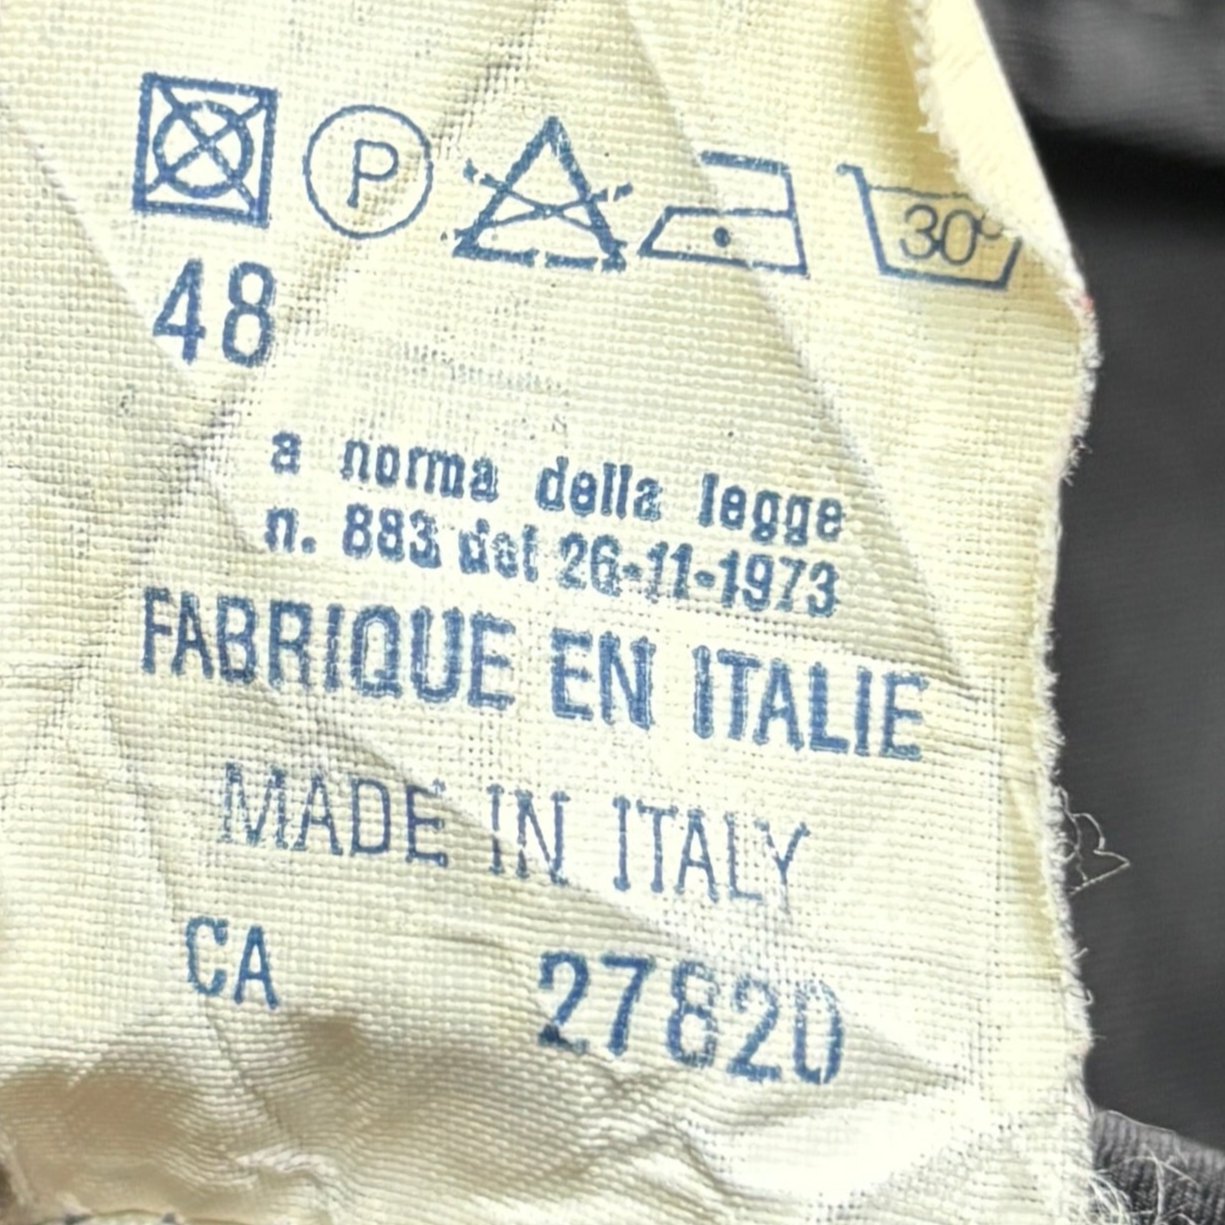 P 30°
48
a norma della legge
n. 883 del 26-11-1973
FABRIQUE EN ITALIE
MADE IN ITALY
CA 27820